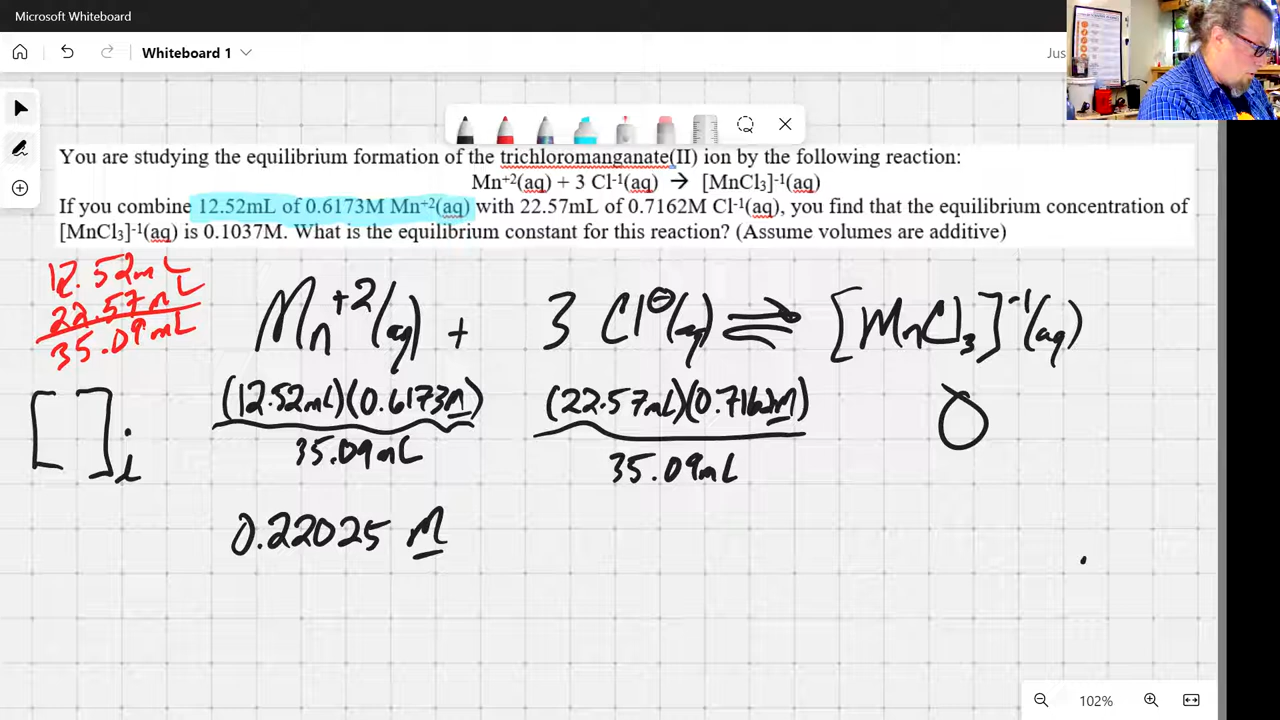 Microsoft Whiteboard
Whiteboard 1
Jus
You are studying the equilibrium formation of the trichloromanganate(II) ion by the following reaction:
Mn+2(aq) + 3 Cl-1(aq) → [MnCl3]-1(aq)
If you combine 12.52mL of 0.6173M Mn+2(aq) with 22.57mL of 0.7162M Cl-1(aq), you find that the equilibrium concentration of
[MnCl3]-1(aq) is 0.1037M. What is the equilibrium constant for this reaction? (Assume volumes are additive)
12.52mL
22.57mL
35.09mL
Mn+2(aq) + 3 Cl⊖(aq) ⇌ [MnCl3]-1(aq)
[ ]i
(12.52mL)(0.6173M) (22.57mL)(0.7162M) 0
35.09mL 35.09mL
0.22025 M
102%